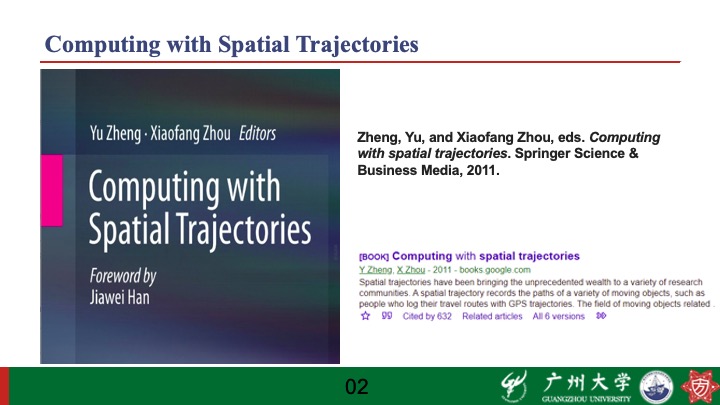 Computing with Spatial Trajectories
Yu Zheng · Xiaofang Zhou Editors
Computing with
Spatial Trajectories
Foreword by
Jiawei Han
Zheng, Yu, and Xiaofang Zhou, eds. Computing
with spatial trajectories. Springer Science &
Business Media, 2011.
[BOOK] Computing with spatial trajectories
Y Zheng, X Zhou - 2011 - books.google.com
Spatial trajectories have been bringing the unprecedented wealth to a variety of research
communities. A spatial trajectory records the paths of a variety of moving objects, such as
people who log their travel routes with GPS trajectories. The field of moving objects related
Cited by 632 Related articles All 6 versions
02
广州大学
GUANGZHOU UNIVERSITY